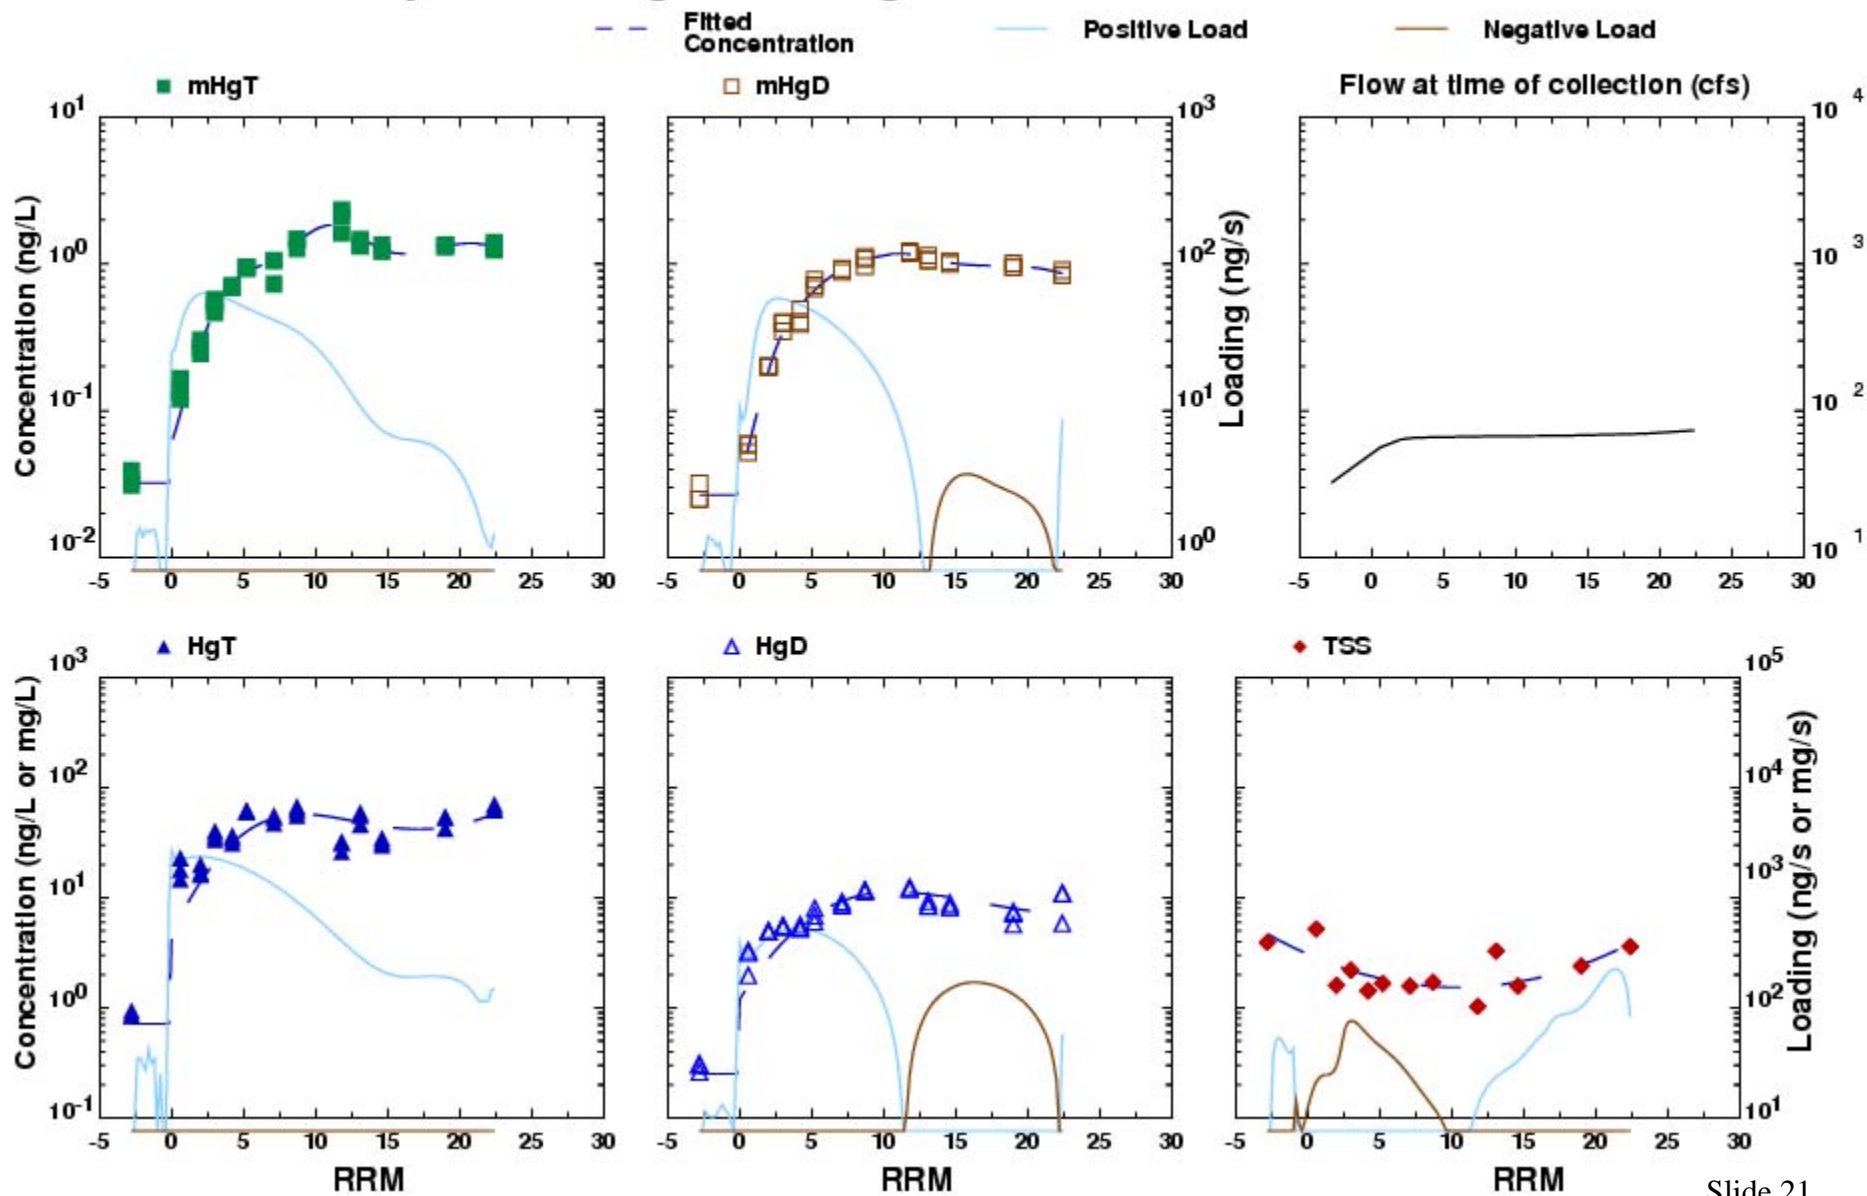 Fitted
Concentration
Positive Load
Negative Load
mHgT
mHgD
Flow at time of collection (cfs)
Concentration (ng/L)
10^1
10^0
10^-1
10^-2
-5 0 5 10 15 20 25 30
10^3
10^2
10^1
10^0
Loading (ng/s)
-5 0 5 10 15 20 25 30
10^4
10^3
10^2
10^1
-5 0 5 10 15 20 25 30
HgT
HgD
TSS
Concentration (ng/L or mg/L)
10^3
10^2
10^1
10^0
10^-1
-5 0 5 10 15 20 25 30
RRM
-5 0 5 10 15 20 25 30
RRM
10^5
10^4
10^3
10^2
10^1
Loading (ng/s or mg/s)
-5 0 5 10 15 20 25 30
RRM
Slide 21